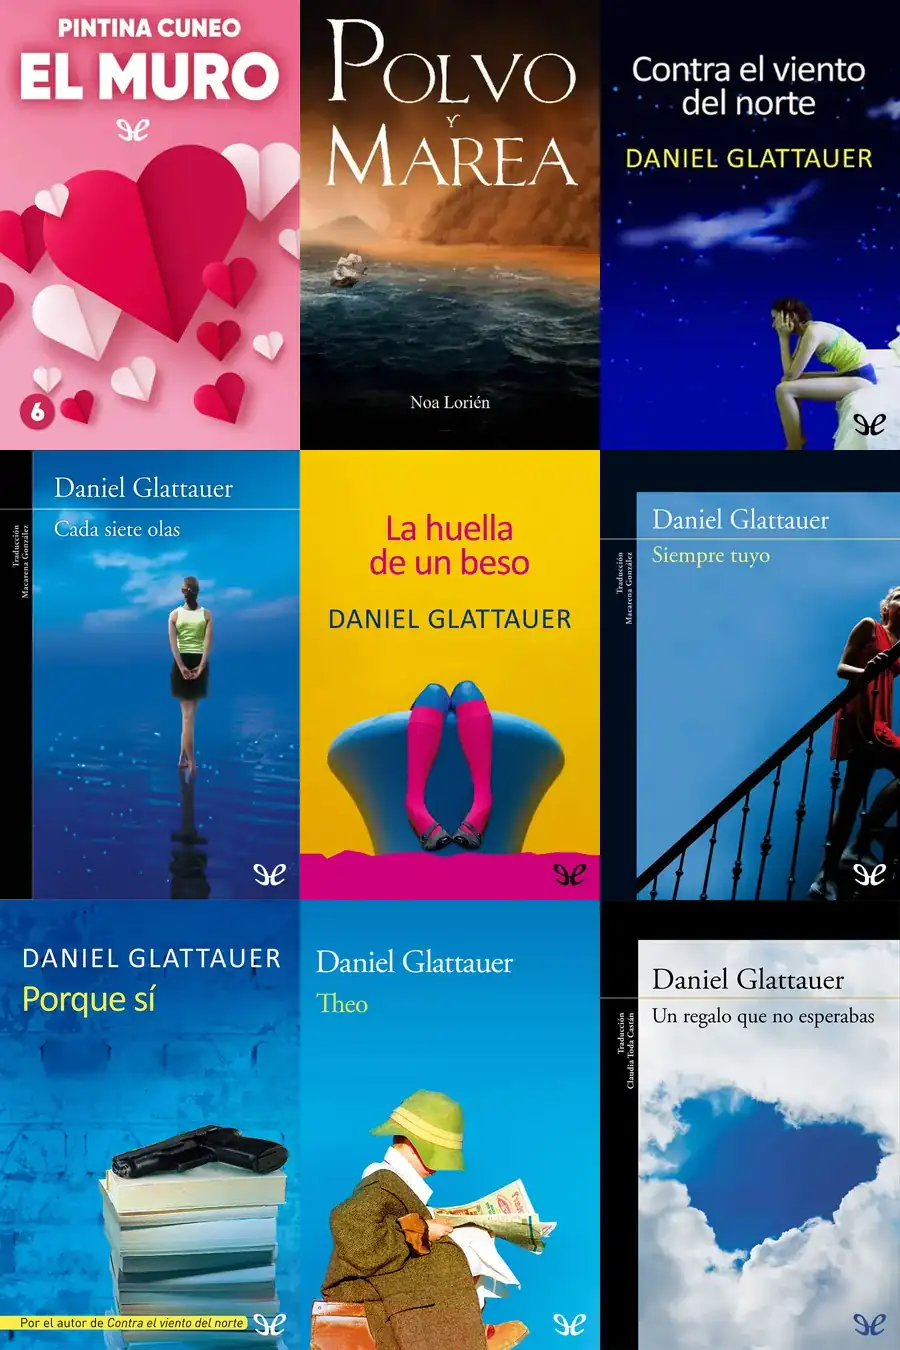 PINTINA CUNEO
EL MURO
6
POLVO
Y
MAREA
Noa Lorién
Contra el viento
del norte
DANIEL GLATTAUER
Daniel Glattauer
Cada siete olas
Traducción
Macarena González
La huella
de un beso
DANIEL GLATTAUER
Daniel Glattauer
Siempre tuyo
Traducción
Macarena González
DANIEL GLATTAUER
Porque sí
Por el autor de Contra el viento del norte
Daniel Glattauer
Theo
Daniel Glattauer
Un regalo que no esperabas
Traducción
Claudia Toda Castán